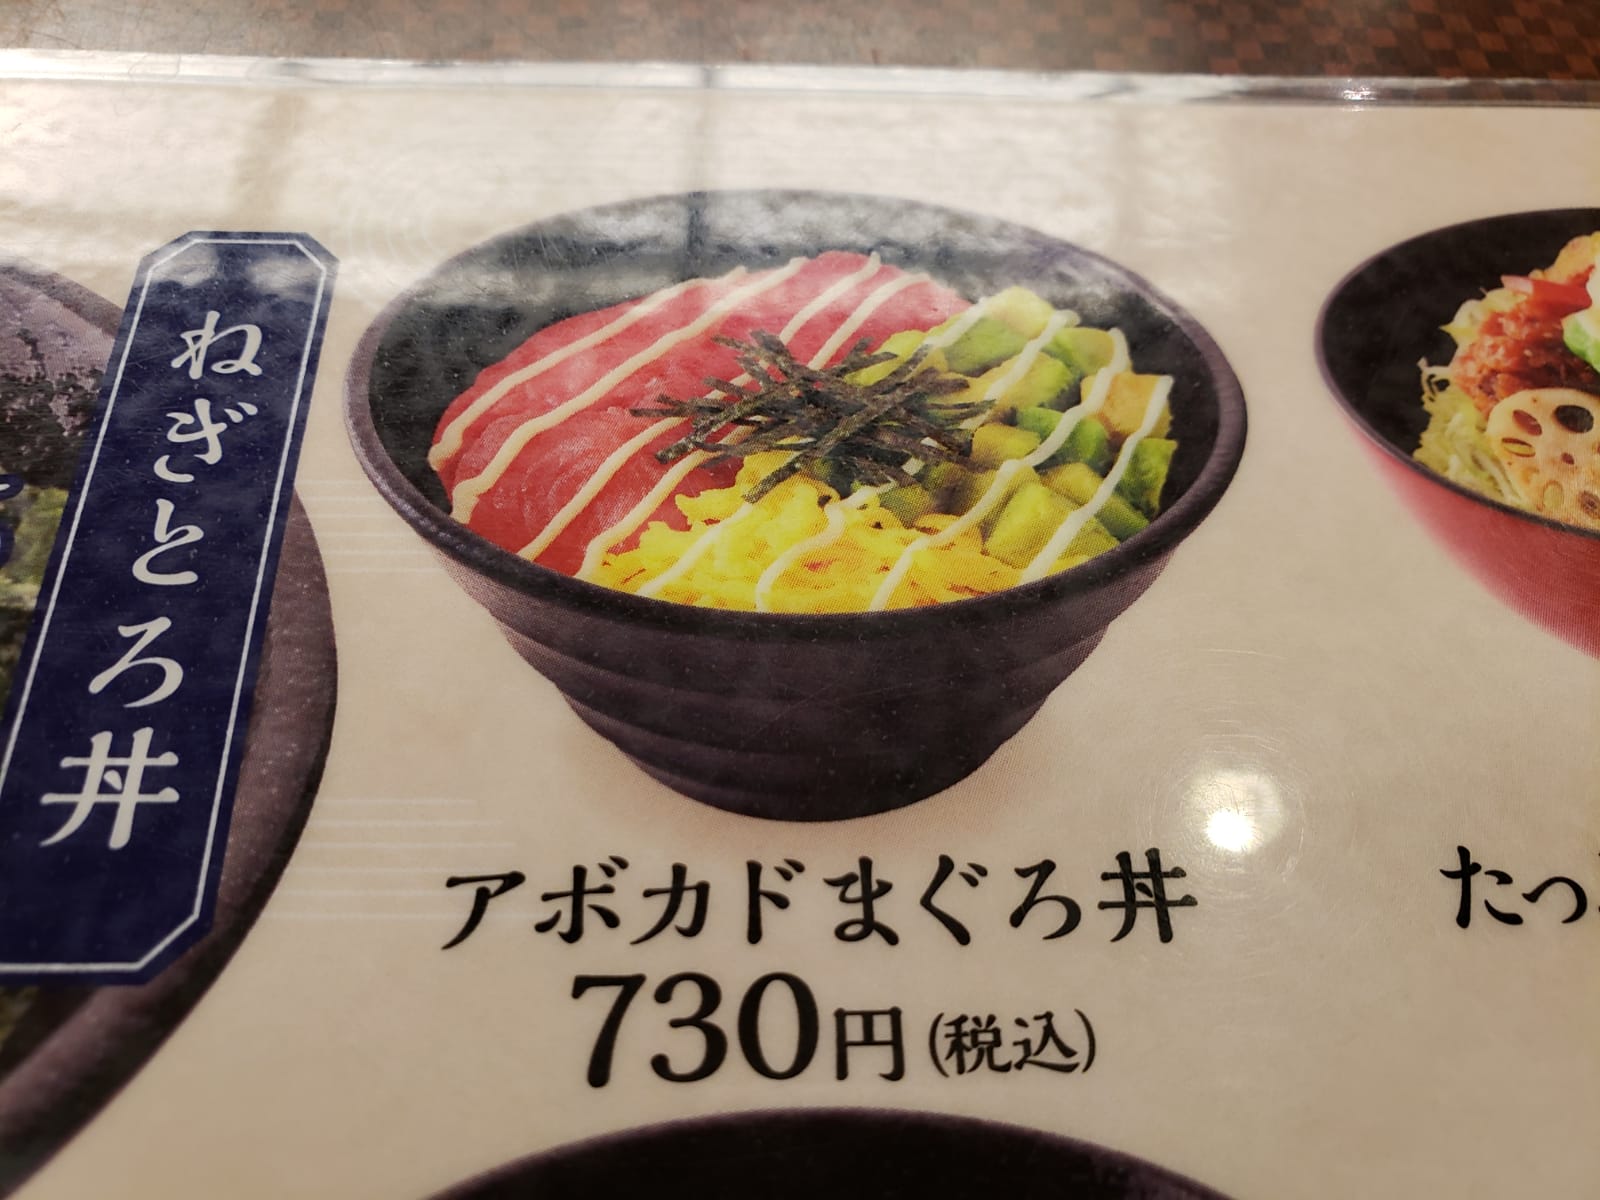 ねぎとろ丼
アボカドまぐろ丼
730円(税込)
たっ